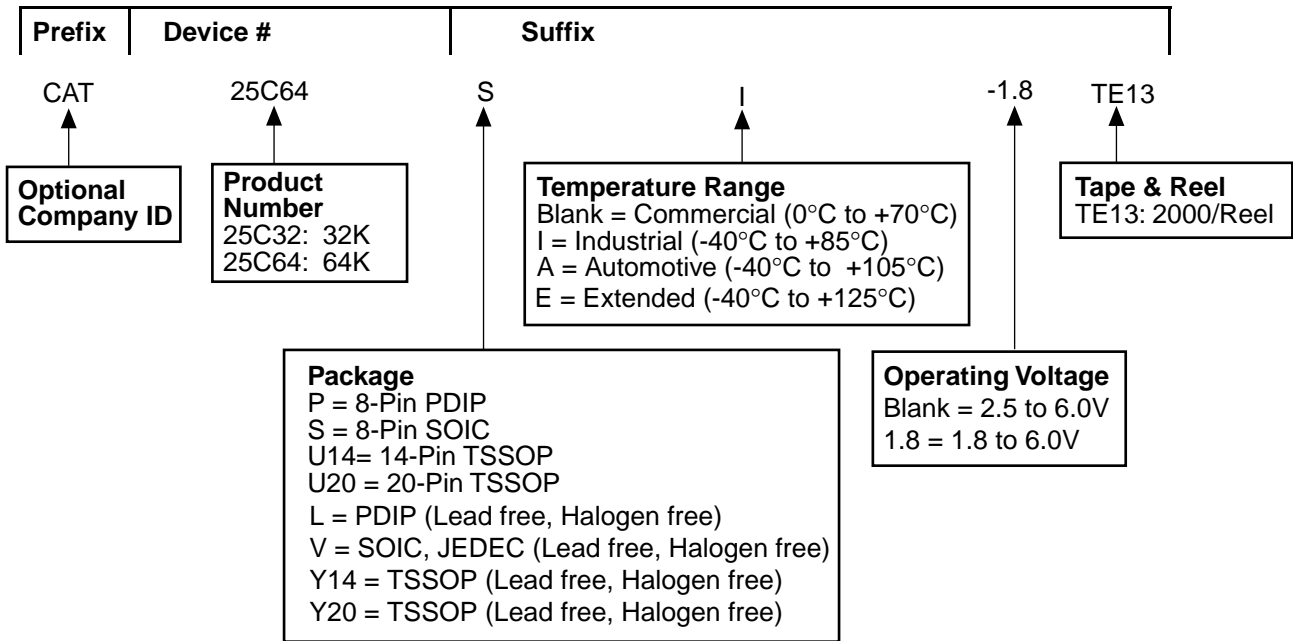 Prefix Device # Suffix
CAT 25C64 S I -1.8 TE13
Optional
Company ID
Product
Number
25C32: 32K
25C64: 64K
Temperature Range
Blank = Commercial (0°C to +70°C)
I = Industrial (-40°C to +85°C)
A = Automotive (-40°C to +105°C)
E = Extended (-40°C to +125°C)
Tape & Reel
TE13: 2000/Reel
Package
P = 8-Pin PDIP
S = 8-Pin SOIC
U14= 14-Pin TSSOP
U20 = 20-Pin TSSOP
L = PDIP (Lead free, Halogen free)
V = SOIC, JEDEC (Lead free, Halogen free)
Y14 = TSSOP (Lead free, Halogen free)
Y20 = TSSOP (Lead free, Halogen free)
Operating Voltage
Blank = 2.5 to 6.0V
1.8 = 1.8 to 6.0V